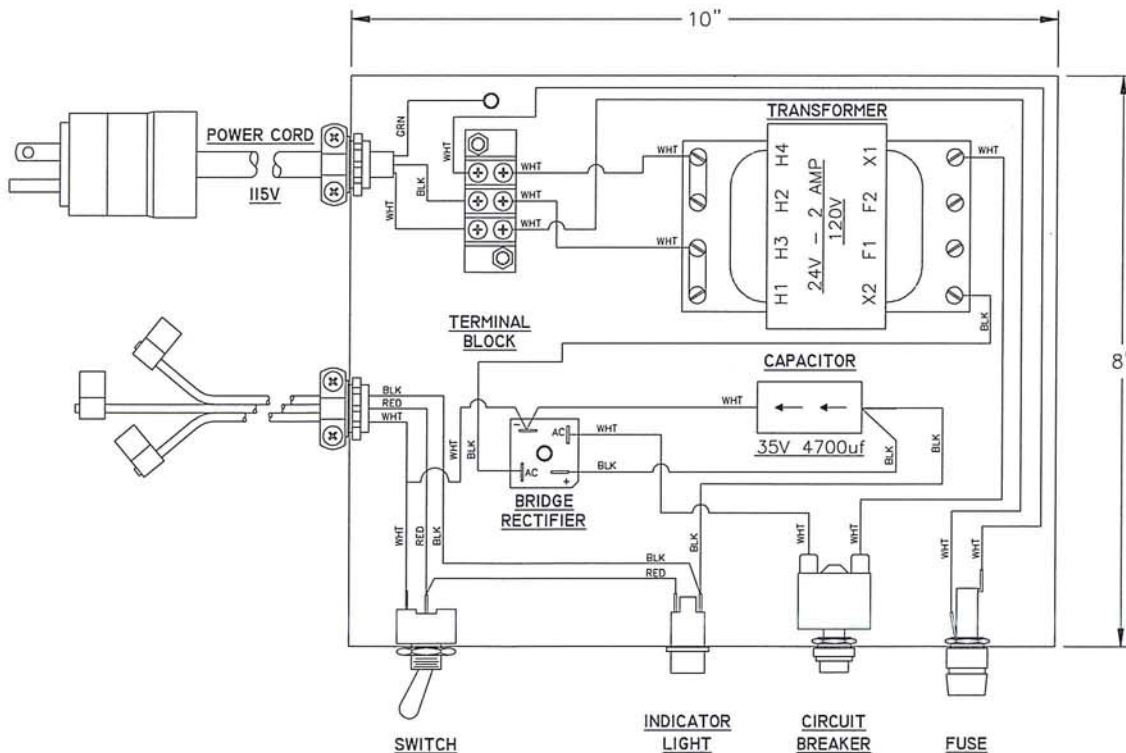 10"
8"
POWER CORD
115V
GRN
WHT
BLK
WHT
WHT
WHT
WHT
WHT
TRANSFORMER
H4
H2
H3
H1
24V - 2 AMP
120V
X1
F2
F1
X2
WHT
BLK
TERMINAL
BLOCK
CAPACITOR
35V 4700uf
BLK
RED
WHT
WHT
BLK
WHT
-
AC
AC
+
WHT
BLK
BLK
BLK
BRIDGE
RECTIFIER
WHT
RED
BLK
BLK
RED
BLK
WHT
WHT
WHT
WHT
SWITCH
INDICATOR
LIGHT
CIRCUIT
BREAKER
FUSE